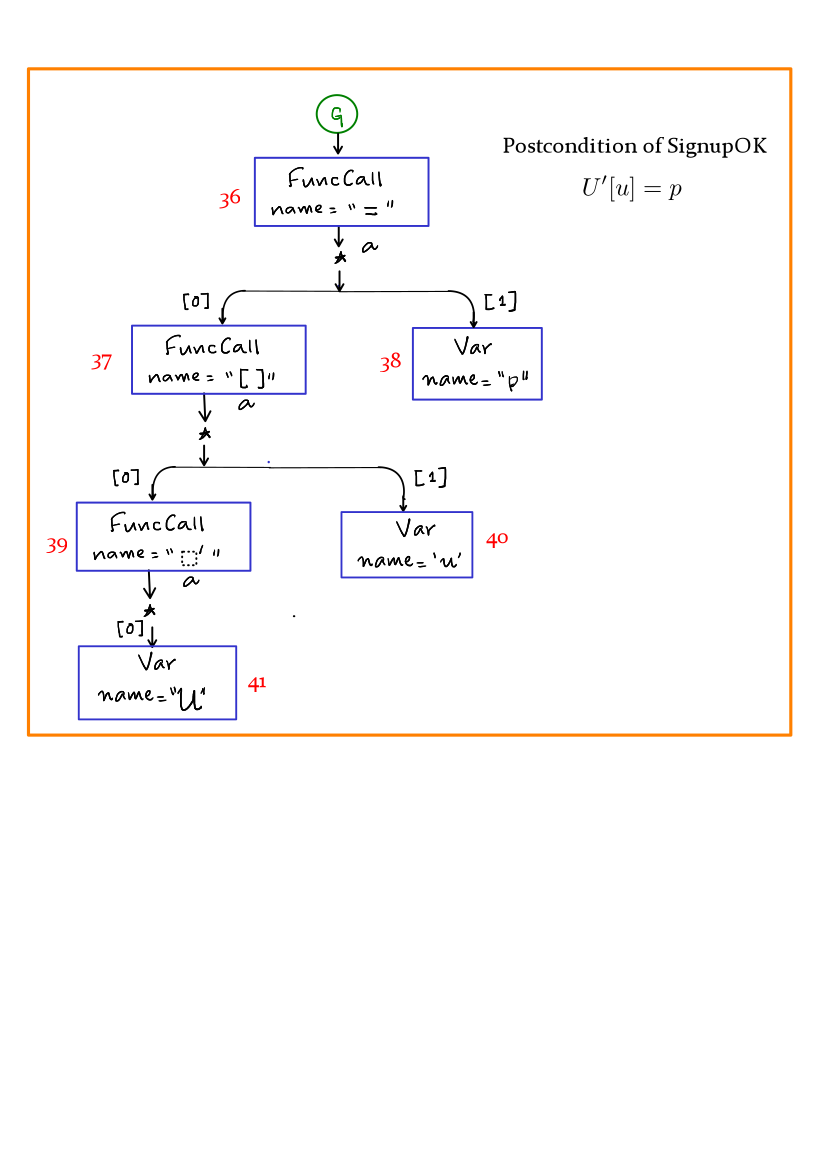 G
Postcondition of SignupOK
U′[u] = p
36
FuncCall
name = "="
a
*
[0]
[1]
37
FuncCall
name = "[ ]"
38
Var
name = "p"
a
*
[0]
[1]
39
FuncCall
name = "⬚′"
Var
name = 'u'
40
a
*
[0]
Var
name = "U"
41